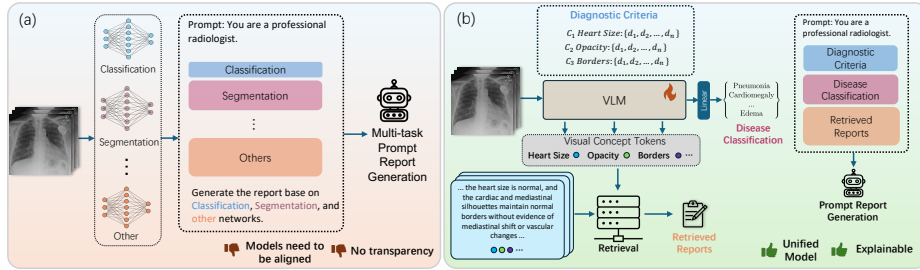 (a)
Classification
Segmentation
Other
Prompt: You are a professional
radiologist.
Classification
Segmentation
Others
Generate the report base on
Classification, Segmentation, and
other networks.
Multi-task
Prompt
Report
Generation
Models need to
be aligned
No transparency
(b)
Diagnostic Criteria
C1 Heart Size: {d1, d2, ..., dn}
C2 Opacity: {d1, d2, ..., dn}
C3 Borders: {d1, d2, ..., dn}
VLM
Linear
Pneumonia
Cardiomegaly
...
Edema
Disease
Classification
Visual Concept Tokens
Heart Size Opacity Borders ...
... the heart size is normal, and
the cardiac and mediastinal
silhouettes maintain normal
borders without evidence of
mediastinal shift or vascular
changes ...
...
Retrieval
Retrieved
Reports
Prompt: You are a
professional radiologist.
Diagnostic
Criteria
Disease
Classification
Retrieved
Reports
Prompt Report
Generation
Unified
Model
Explainable